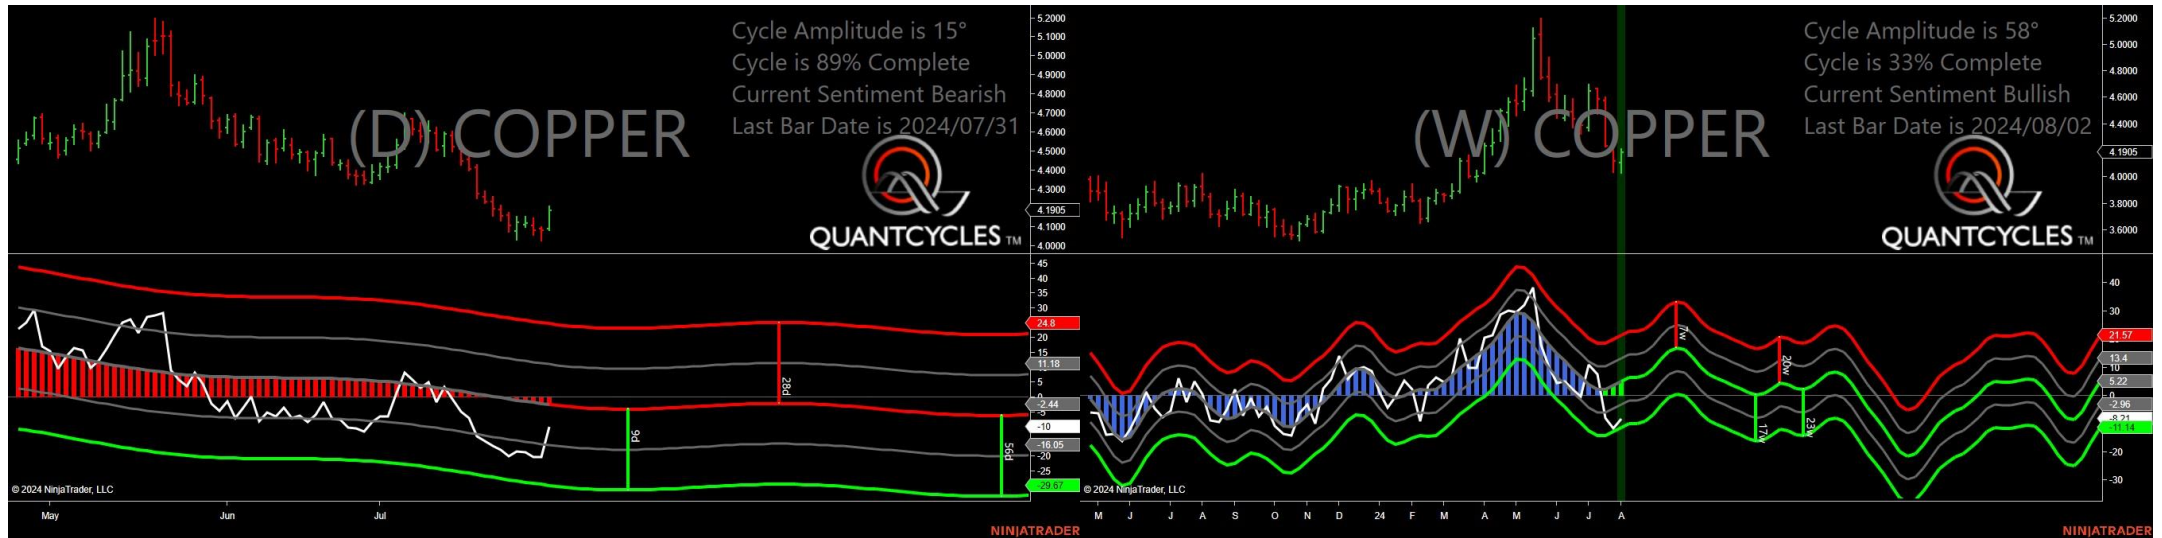 Cycle Amplitude is 15°
Cycle is 89% Complete
Current Sentiment Bearish
Last Bar Date is 2024/07/31
(D) COPPER
QUANTCYCLES TM
5.2000
5.1000
5.0000
4.9000
4.8000
4.7000
4.6000
4.5000
4.4000
4.3000
4.1905
4.1000
4.0000
45
40
35
30
24.8
20
15
11.18
5
-2.44
-5
-10
-16.05
-20
-25
-29.67
28d
9d
56d
© 2024 NinjaTrader, LLC
May Jun Jul
NINJATRADER
Cycle Amplitude is 58°
Cycle is 33% Complete
Current Sentiment Bullish
Last Bar Date is 2024/08/02
(W) COPPER
QUANTCYCLES TM
5.2000
5.0000
4.8000
4.6000
4.4000
4.1905
4.0000
3.8000
3.6000
40
30
21.57
13.4
10
5.22
0
-2.96
-8.21
-11.14
-20
-30
7w
20w
17w
23w
© 2024 NinjaTrader, LLC
M J J A S O N D 24 F M A M J J A
NINJATRADER